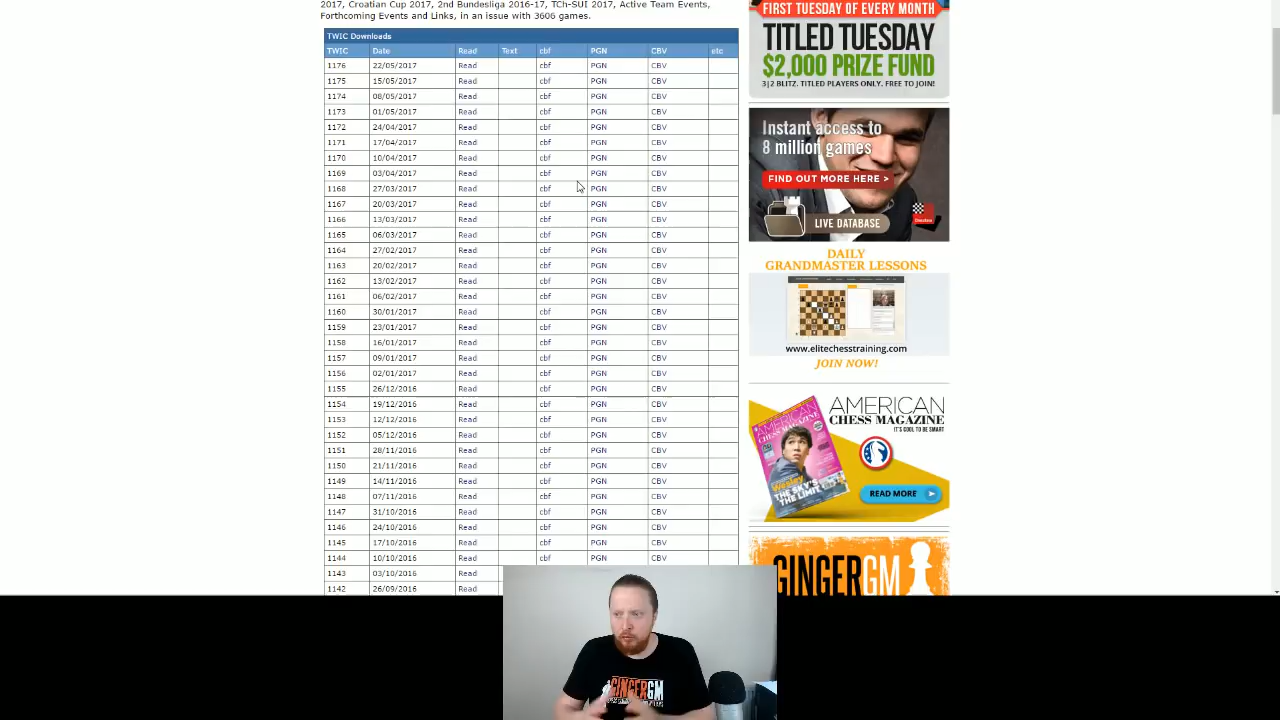 2017, Croatian Cup 2017, 2nd Bundesliga 2016-17, TCh-SUI 2017, Active Team Events,
Forthcoming Events and Links, in an issue with 3606 games.
TWIC Downloads
TWIC Date Read Text cbf PGN CBV etc
1176 22/05/2017 Read cbf PGN CBV
1175 15/05/2017 Read cbf PGN CBV
1174 08/05/2017 Read cbf PGN CBV
1173 01/05/2017 Read cbf PGN CBV
1172 24/04/2017 Read cbf PGN CBV
1171 17/04/2017 Read cbf PGN CBV
1170 10/04/2017 Read cbf PGN CBV
1169 03/04/2017 Read cbf PGN CBV
1168 27/03/2017 Read cbf PGN CBV
1167 20/03/2017 Read cbf PGN CBV
1166 13/03/2017 Read cbf PGN CBV
1165 06/03/2017 Read cbf PGN CBV
1164 27/02/2017 Read cbf PGN CBV
1163 20/02/2017 Read cbf PGN CBV
1162 13/02/2017 Read cbf PGN CBV
1161 06/02/2017 Read cbf PGN CBV
1160 30/01/2017 Read cbf PGN CBV
1159 23/01/2017 Read cbf PGN CBV
1158 16/01/2017 Read cbf PGN CBV
1157 09/01/2017 Read cbf PGN CBV
1156 02/01/2017 Read cbf PGN CBV
1155 26/12/2016 Read cbf PGN CBV
1154 19/12/2016 Read cbf PGN CBV
1153 12/12/2016 Read cbf PGN CBV
1152 05/12/2016 Read cbf PGN CBV
1151 28/11/2016 Read cbf PGN CBV
1150 21/11/2016 Read cbf PGN CBV
1149 14/11/2016 Read cbf PGN CBV
1148 07/11/2016 Read cbf PGN CBV
1147 31/10/2016 Read cbf PGN CBV
1146 24/10/2016 Read cbf PGN CBV
1145 17/10/2016 Read cbf PGN CBV
1144 10/10/2016 Read cbf PGN CBV
1143 03/10/2016 Read
1142 26/09/2016 Read
FIRST TUESDAY OF EVERY MONTH
TITLED TUESDAY
$2,000 PRIZE FUND
3|2 BLITZ. TITLED PLAYERS ONLY. FREE TO JOIN!
Instant access to
8 million games
FIND OUT MORE HERE >
LIVE DATABASE
DAILY
GRANDMASTER LESSONS
www.elitechesstraining.com
JOIN NOW!
AMERICAN
CHESS MAGAZINE
IT'S COOL TO BE SMART
AMERICAN
CHESS MAGAZINE
Wesley
THE SKY'S
THE LIMIT
READ MORE
GINGERGM
GINGERGM